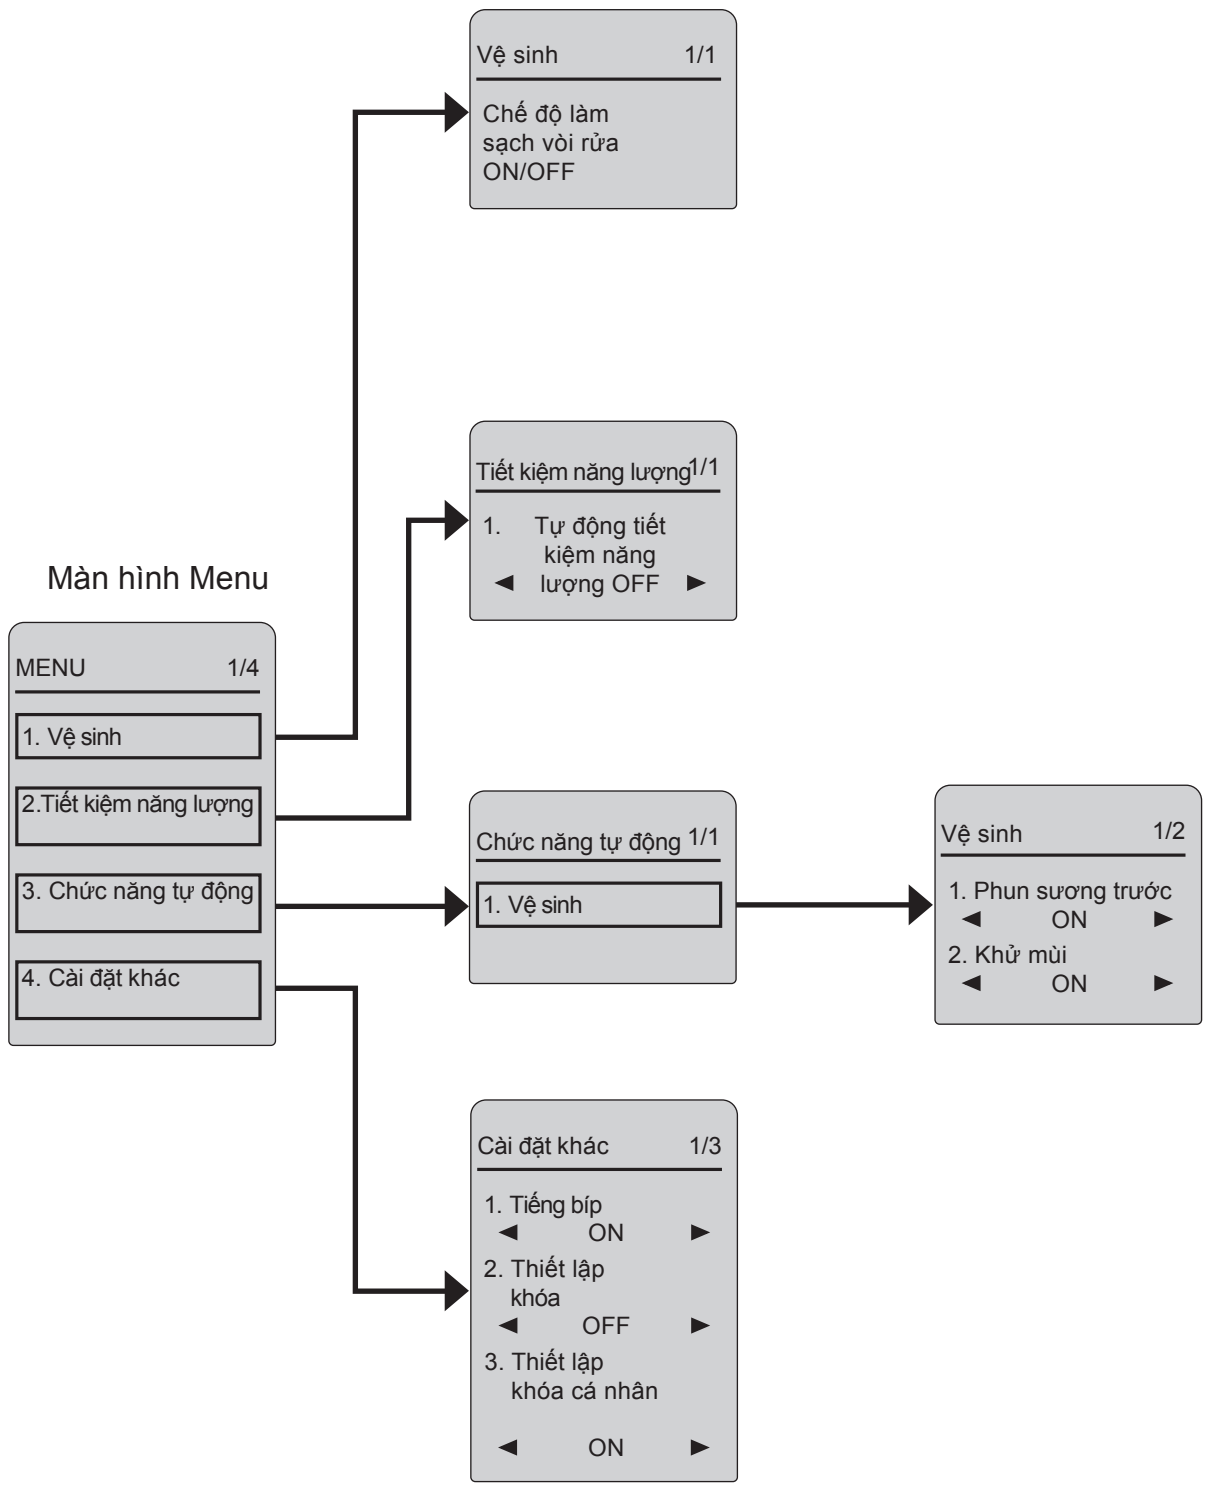 Vệ sinh 1/1
Chế độ làm
sạch vòi rửa
ON/OFF
Tiết kiệm năng lượng 1/1
1. Tự động tiết
kiệm năng
◄ lượng OFF ►
Màn hình Menu
MENU 1/4
1. Vệ sinh
2.Tiết kiệm năng lượng
3. Chức năng tự động
4. Cài đặt khác
Chức năng tự động 1/1
1. Vệ sinh
Vệ sinh 1/2
1. Phun sương trước
◄ ON ►
2. Khử mùi
◄ ON ►
Cài đặt khác 1/3
1. Tiếng bíp
◄ ON ►
2. Thiết lập
khóa
◄ OFF ►
3. Thiết lập
khóa cá nhân
◄ ON ►